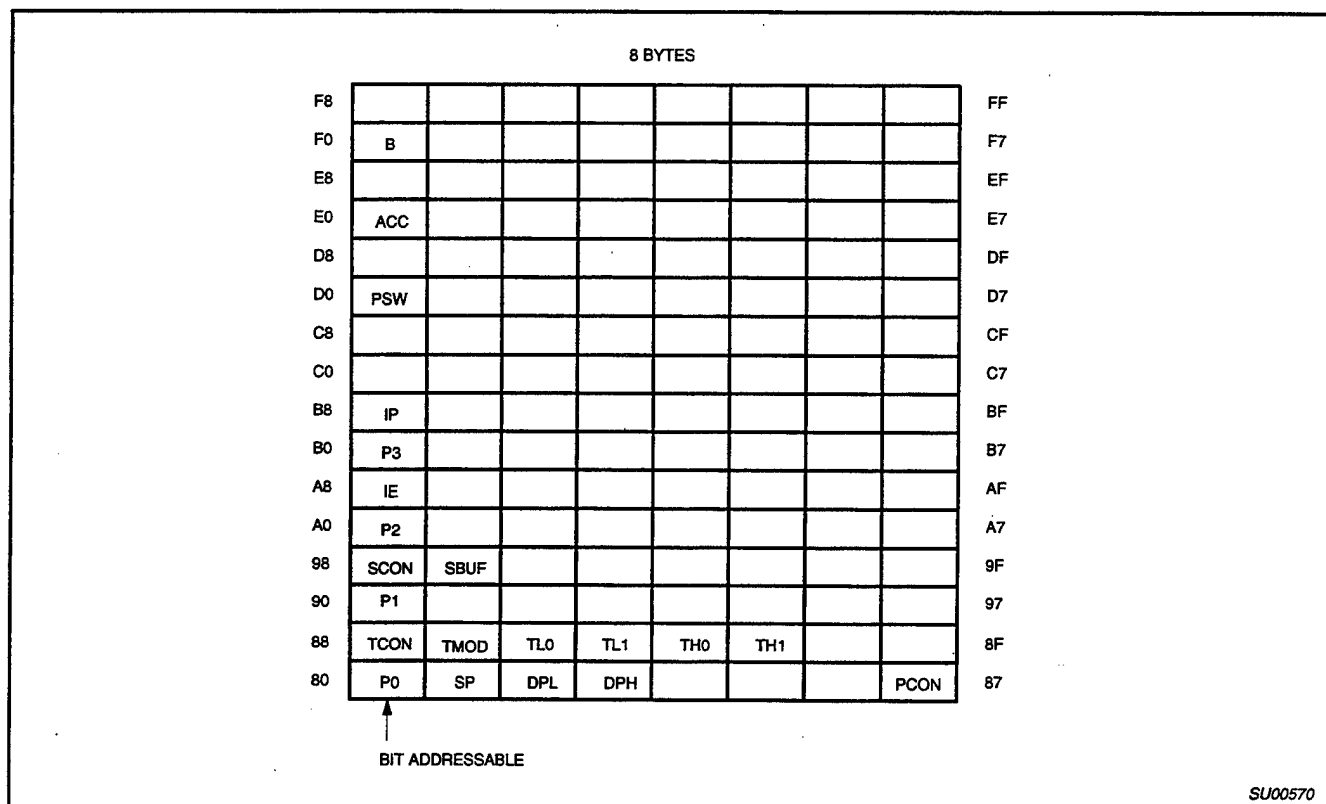 8 BYTES
F8 FF
F0 B F7
E8 EF
E0 ACC E7
D8 DF
D0 PSW D7
C8 CF
C0 C7
B8 IP BF
B0 P3 B7
A8 IE AF
A0 P2 A7
98 SCON SBUF 9F
90 P1 97
88 TCON TMOD TL0 TL1 TH0 TH1 8F
80 P0 SP DPL DPH PCON 87
BIT ADDRESSABLE
SU00570